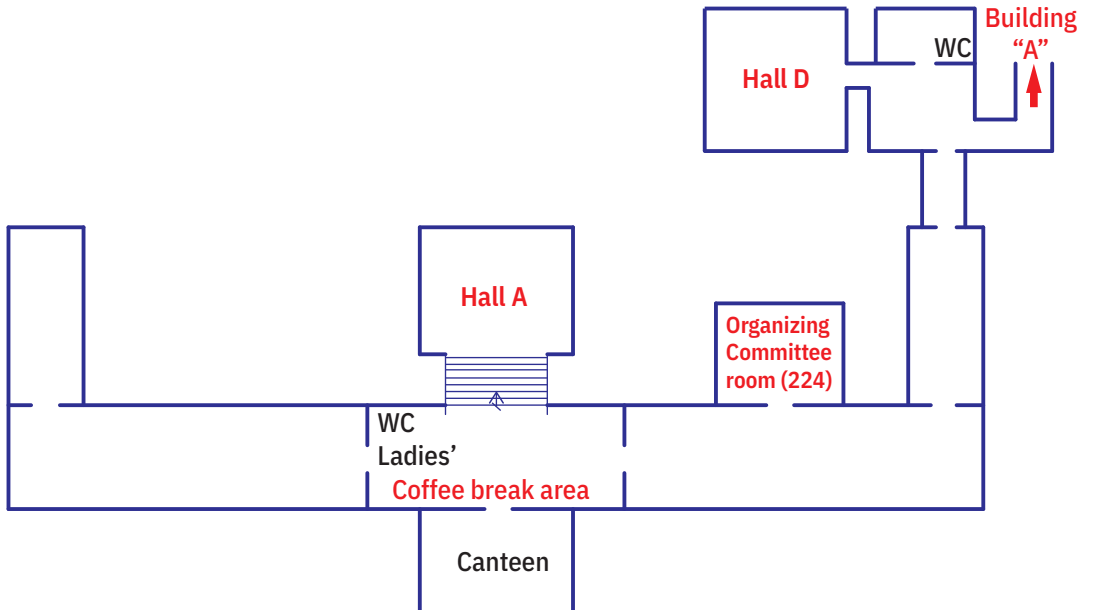 Building
“A”
WC
Hall D
Hall A
Organizing
Committee
room (224)
WC
Ladies’
Coffee break area
Canteen